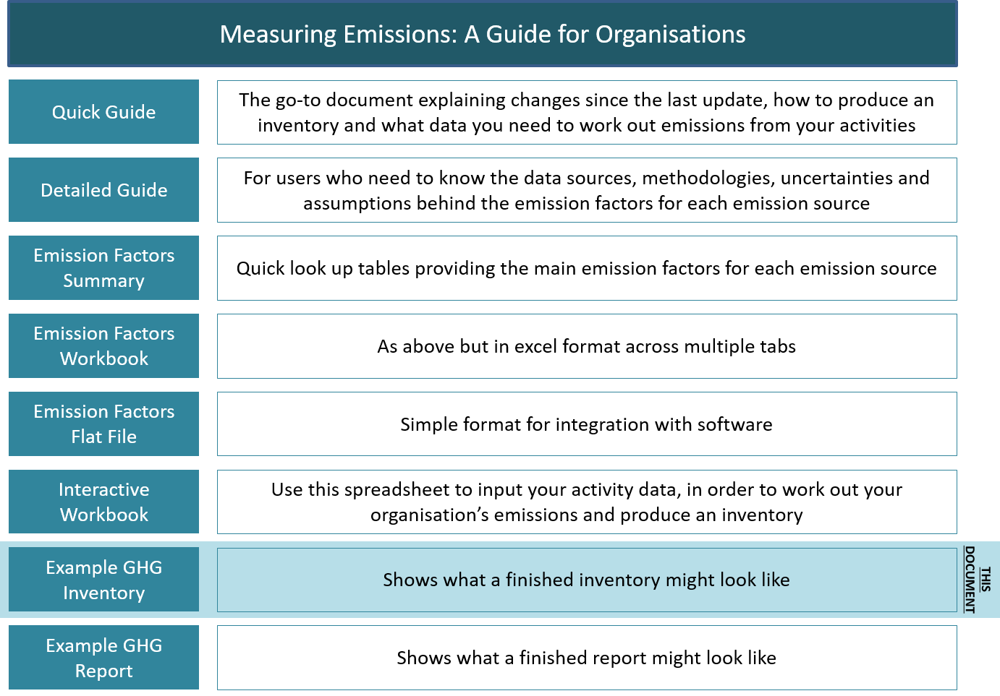 Measuring Emissions: A Guide for Organisations
Quick Guide
The go-to document explaining changes since the last update, how to produce an
inventory and what data you need to work out emissions from your activities
Detailed Guide
For users who need to know the data sources, methodologies, uncertainties and
assumptions behind the emission factors for each emission source
Emission Factors
Summary
Quick look up tables providing the main emission factors for each emission source
Emission Factors
Workbook
As above but in excel format across multiple tabs
Emission Factors
Flat File
Simple format for integration with software
Interactive
Workbook
Use this spreadsheet to input your activity data, in order to work out your
organisation’s emissions and produce an inventory
Example GHG
Inventory
Shows what a finished inventory might look like
THIS
DOCUMENT
Example GHG
Report
Shows what a finished report might look like